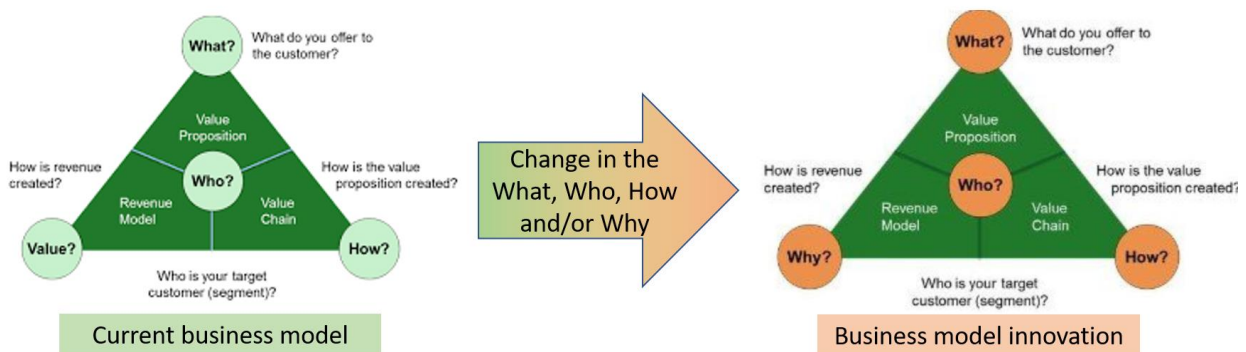 What?
What do you offer to
the customer?
Value
Proposition
How is revenue
created?
Who?
How is the value
proposition created?
Revenue
Model
Value
Chain
Value?
How?
Who is your target
customer (segment)?
Current business model
Change in the
What, Who, How
and/or Why
What?
What do you offer to
the customer?
Value
Proposition
How is revenue
created?
Who?
How is the value
proposition created?
Revenue
Model
Value
Chain
Why?
How?
Who is your target
customer (segment)?
Business model innovation